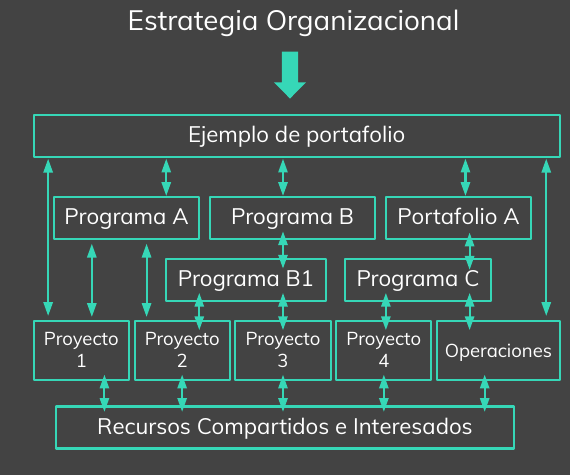 Estrategia Organizacional
Ejemplo de portafolio
Programa A
Programa B
Portafolio A
Programa B1
Programa C
Proyecto
1
Proyecto
2
Proyecto
3
Proyecto
4
Operaciones
Recursos Compartidos e Interesados